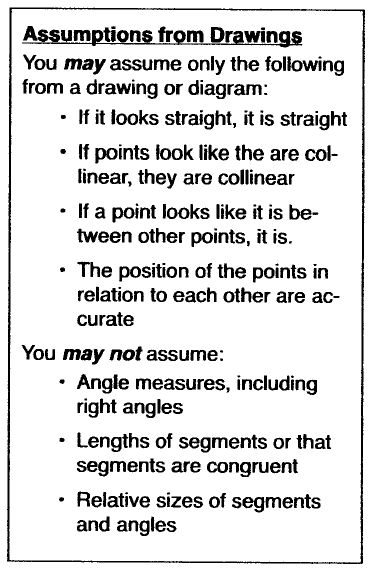 Assumptions from Drawings
You may assume only the following
from a drawing or diagram:
• If it looks straight, it is straight
• If points look like the are col-
linear, they are collinear
• If a point looks like it is be-
tween other points, it is.
• The position of the points in
relation to each other are ac-
curate
You may not assume:
• Angle measures, including
right angles
• Lengths of segments or that
segments are congruent
• Relative sizes of segments
and angles